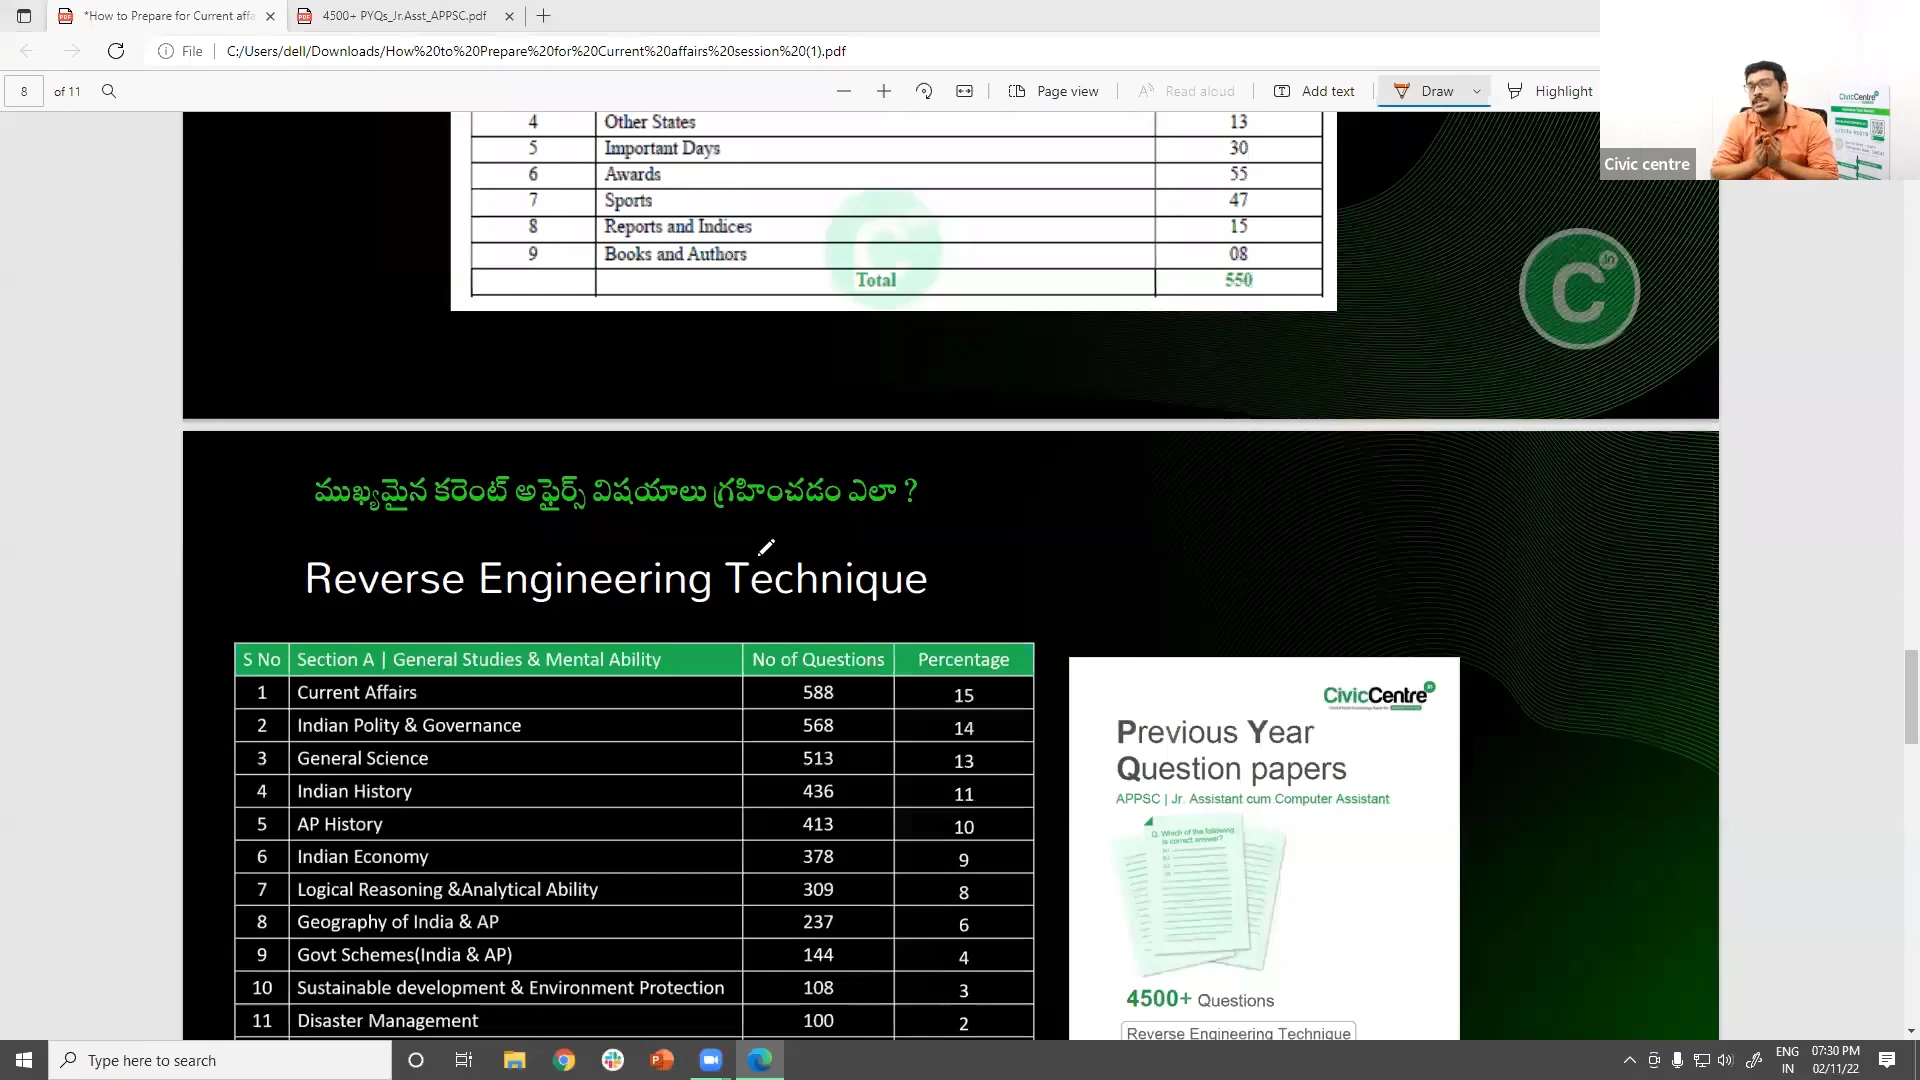 *How to Prepare for Current affa
4500+ PYQs_Jr.Asst_APPSC.pdf
File
C:/Users/dell/Downloads/How%20to%20Prepare%20for%20Current%20affairs%20session%20(1).pdf
8 of 11
Page view
Read aloud
Add text
Draw
Highlight
CivicCentre
Civic centre
4 Other States 13
5 Important Days 30
6 Awards 55
7 Sports 47
8 Reports and Indices 15
9 Books and Authors 08
Total 550
C.in
ముఖ్యమైన కరెంట్ అఫైర్స్ విషయాలు గ్రహించడం ఎలా ?
Reverse Engineering Technique
S No Section A | General Studies & Mental Ability No of Questions Percentage
1 Current Affairs 588 15
2 Indian Polity & Governance 568 14
3 General Science 513 13
4 Indian History 436 11
5 AP History 413 10
6 Indian Economy 378 9
7 Logical Reasoning &Analytical Ability 309 8
8 Geography of India & AP 237 6
9 Govt Schemes(India & AP) 144 4
10 Sustainable development & Environment Protection 108 3
11 Disaster Management 100 2
CivicCentre
Previous Year
Question papers
APPSC | Jr. Assistant cum Computer Assistant
Q. Which of the following
is correct answer?
4500+ Questions
Reverse Engineering Technique
Type here to search
ENG
IN
07:30 PM
02/11/22